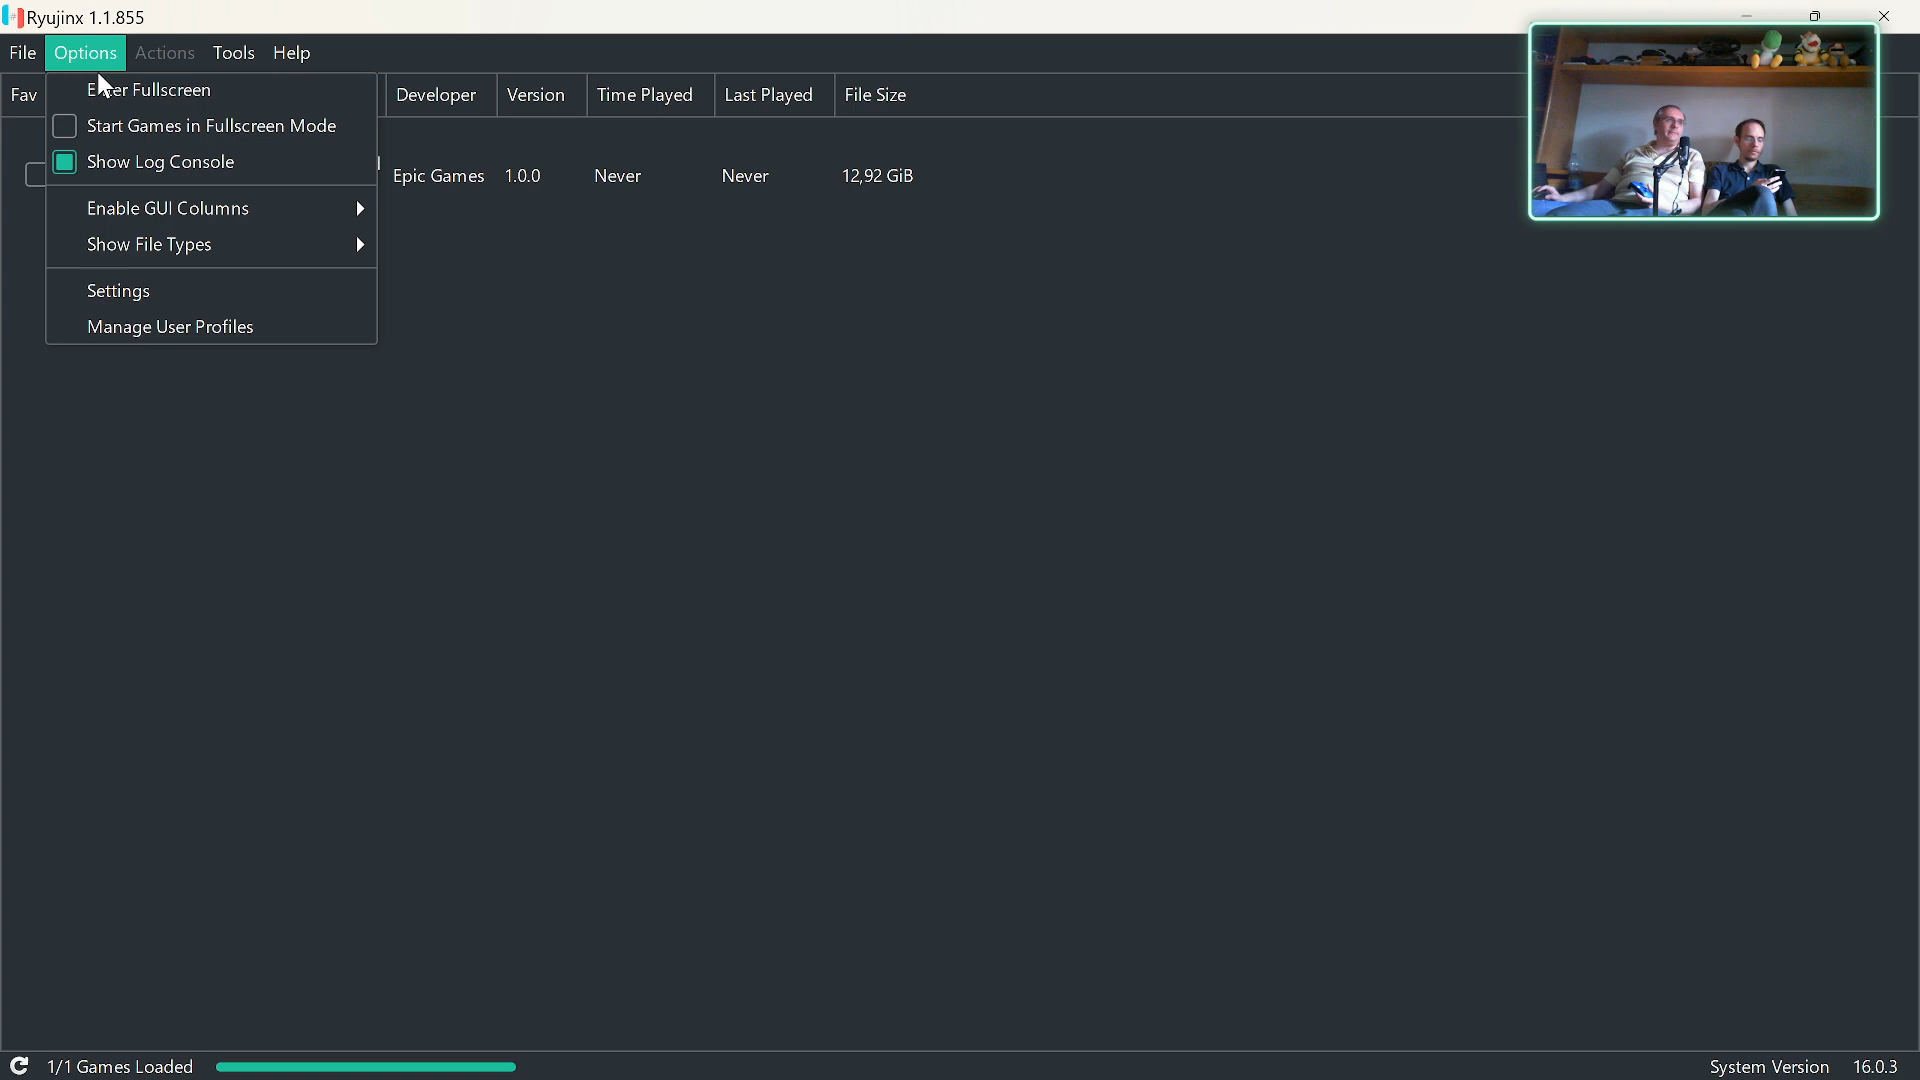 Ryujinx 1.1.855
File Options Actions Tools Help
Fav Developer Version Time Played Last Played File Size
Enter Fullscreen
Start Games in Fullscreen Mode
Show Log Console
Epic Games 1.0.0 Never Never 12,92 GiB
Enable GUI Columns
Show File Types
Settings
Manage User Profiles
1/1 Games Loaded System Version 16.0.3